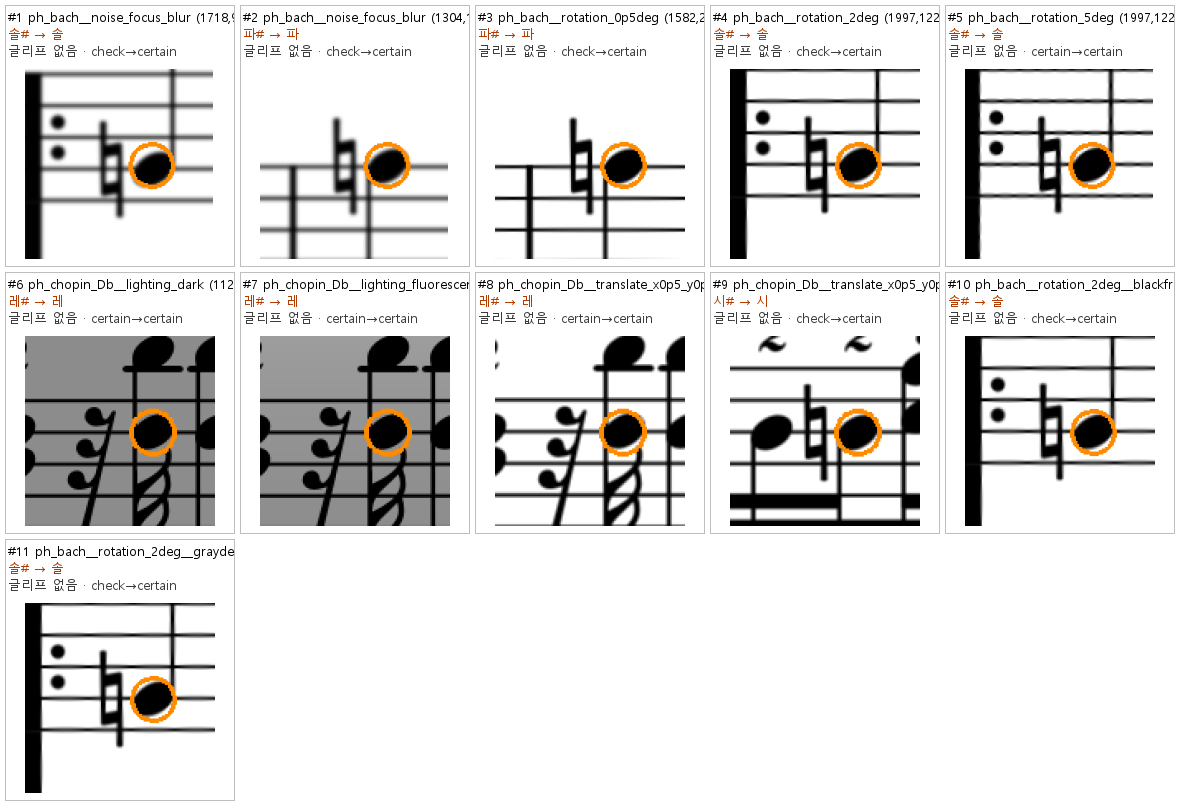 #1 ph_bach__noise_focus_blur (1718,9
솔# → 솔
글리프 없음 · check→certain
#2 ph_bach__noise_focus_blur (1304,1
파# → 파
글리프 없음 · check→certain
#3 ph_bach__rotation_0p5deg (1582,2
파# → 파
글리프 없음 · check→certain
#4 ph_bach__rotation_2deg (1997,122
솔# → 솔
글리프 없음 · check→certain
#5 ph_bach__rotation_5deg (1997,122
솔# → 솔
글리프 없음 · certain→certain
#6 ph_chopin_Db__lighting_dark (112
레# → 레
글리프 없음 · certain→certain
#7 ph_chopin_Db__lighting_fluorescer
레# → 레
글리프 없음 · certain→certain
#8 ph_chopin_Db__translate_x0p5_y0p
레# → 레
글리프 없음 · certain→certain
#9 ph_chopin_Db__translate_x0p5_y0p
시# → 시
글리프 없음 · check→certain
#10 ph_bach__rotation_2deg__blackfr
솔# → 솔
글리프 없음 · check→certain
#11 ph_bach__rotation_2deg__grayde
솔# → 솔
글리프 없음 · check→certain